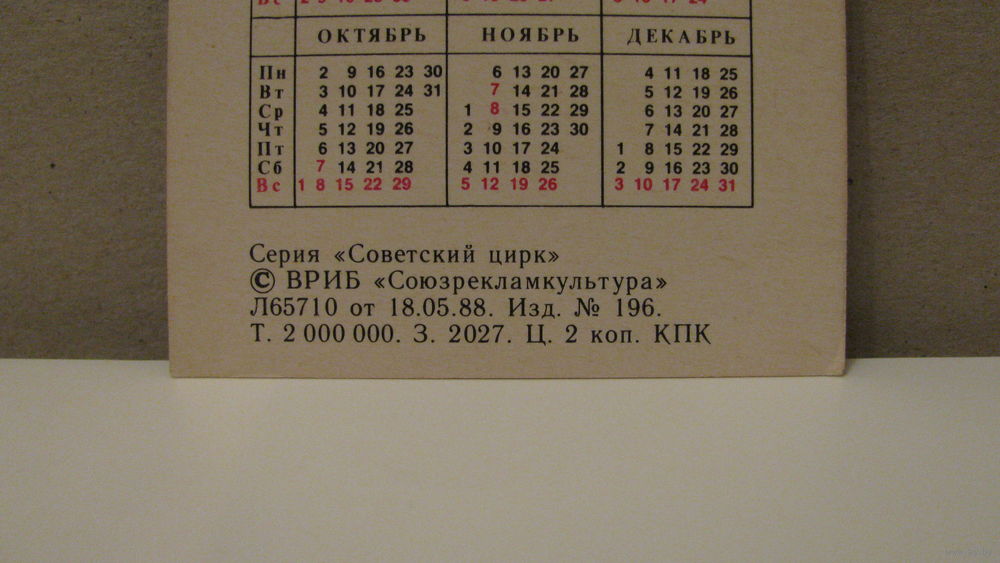 ОКТЯБРЬ НОЯБРЬ ДЕКАБРЬ
Пн 2 9 16 23 30 6 13 20 27 4 11 18 25
Вт 3 10 17 24 31 7 14 21 28 5 12 19 26
Ср 4 11 18 25 1 8 15 22 29 6 13 20 27
Чт 5 12 19 26 2 9 16 23 30 7 14 21 28
Пт 6 13 20 27 3 10 17 24 1 8 15 22 29
Сб 7 14 21 28 4 11 18 25 2 9 16 23 30
Вс 1 8 15 22 29 5 12 19 26 3 10 17 24 31
Серия «Советский цирк»
© ВРИБ «Союзрекламкультура»
Л65710 от 18.05.88. Изд. № 196.
Т. 2 000 000. З. 2027. Ц. 2 коп. КПК